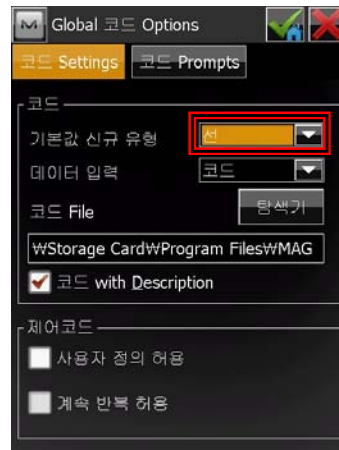 Global 코드 Options
코드 Settings 코드 Prompts
코드
기본값 신규 유형 선
데이터 입력 코드
코드 File 탐색기
₩Storage Card₩Program Files₩MAG
코드 with Description
제어코드
사용자 정의 허용
계속 반복 허용